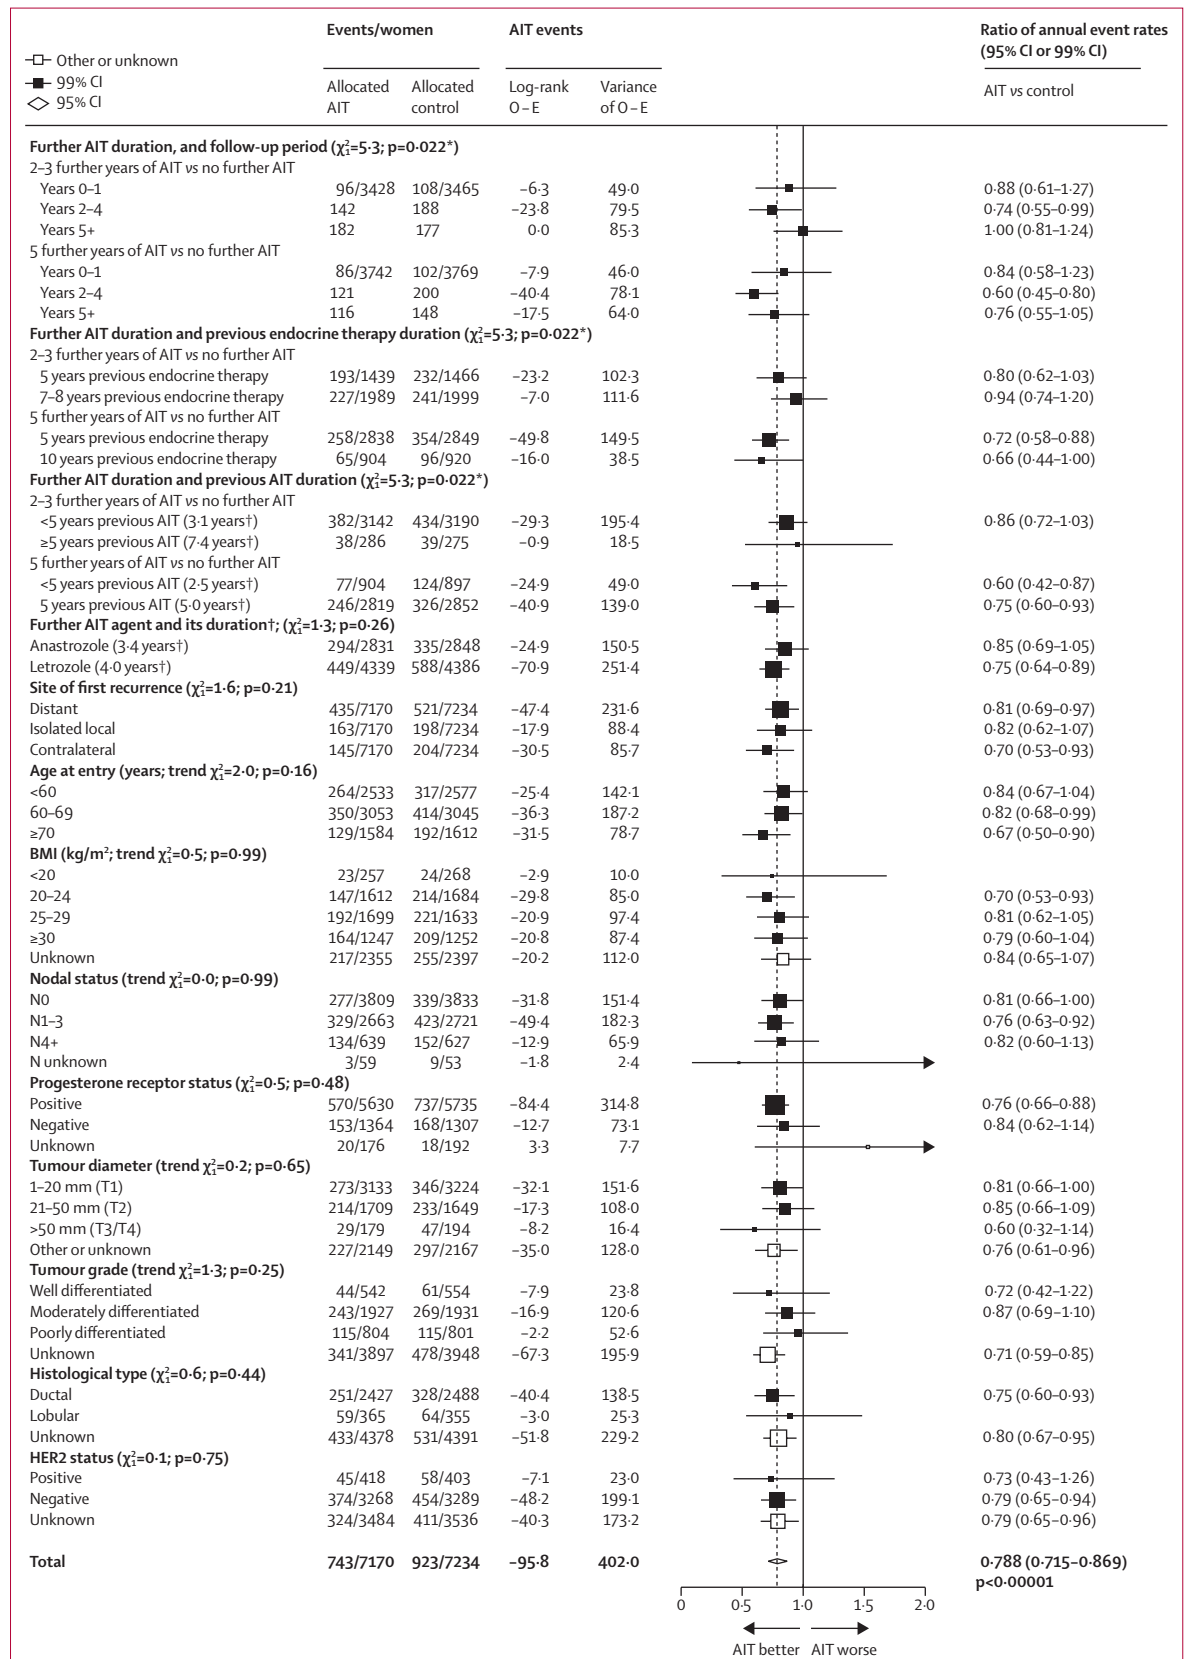 Events/women AIT events Ratio of annual event rates
(95% CI or 99% CI)
Other or unknown
99% CI
95% CI
Allocated AIT Allocated control Log-rank O–E Variance of O–E AIT vs control
Further AIT duration, and follow-up period (χ²₁=5·3; p=0·022*)
2–3 further years of AIT vs no further AIT
Years 0–1 96/3428 108/3465 –6·3 49·0 0·88 (0·61–1·27)
Years 2–4 142 188 –23·8 79·5 0·74 (0·55–0·99)
Years 5+ 182 177 0·0 85·3 1·00 (0·81–1·24)
5 further years of AIT vs no further AIT
Years 0–1 86/3742 102/3769 –7·9 46·0 0·84 (0·58–1·23)
Years 2–4 121 200 –40·4 78·1 0·60 (0·45–0·80)
Years 5+ 116 148 –17·5 64·0 0·76 (0·55–1·05)
Further AIT duration and previous endocrine therapy duration (χ²₁=5·3; p=0·022*)
2–3 further years of AIT vs no further AIT
5 years previous endocrine therapy 193/1439 232/1466 –23·2 102·3 0·80 (0·62–1·03)
7–8 years previous endocrine therapy 227/1989 241/1999 –7·0 111·6 0·94 (0·74–1·20)
5 further years of AIT vs no further AIT
5 years previous endocrine therapy 258/2838 354/2849 –49·8 149·5 0·72 (0·58–0·88)
10 years previous endocrine therapy 65/904 96/920 –16·0 38·5 0·66 (0·44–1·00)
Further AIT duration and previous AIT duration (χ²₁=5·3; p=0·022*)
2–3 further years of AIT vs no further AIT
<5 years previous AIT (3·1 years†) 382/3142 434/3190 –29·3 195·4 0·86 (0·72–1·03)
≥5 years previous AIT (7·4 years†) 38/286 39/275 –0·9 18·5
5 further years of AIT vs no further AIT
<5 years previous AIT (2·5 years†) 77/904 124/897 –24·9 49·0 0·60 (0·42–0·87)
5 years previous AIT (5·0 years†) 246/2819 326/2852 –40·9 139·0 0·75 (0·60–0·93)
Further AIT agent and its duration†; (χ²₁=1·3; p=0·26)
Anastrozole (3·4 years†) 294/2831 335/2848 –24·9 150·5 0·85 (0·69–1·05)
Letrozole (4·0 years†) 449/4339 588/4386 –70·9 251·4 0·75 (0·64–0·89)
Site of first recurrence (χ²₁=1·6; p=0·21)
Distant 435/7170 521/7234 –47·4 231·6 0·81 (0·69–0·97)
Isolated local 163/7170 198/7234 –17·9 88·4 0·82 (0·62–1·07)
Contralateral 145/7170 204/7234 –30·5 85·7 0·70 (0·53–0·93)
Age at entry (years; trend χ²₁=2·0; p=0·16)
<60 264/2533 317/2577 –25·4 142·1 0·84 (0·67–1·04)
60–69 350/3053 414/3045 –36·3 187·2 0·82 (0·68–0·99)
≥70 129/1584 192/1612 –31·5 78·7 0·67 (0·50–0·90)
BMI (kg/m²; trend χ²₁=0·5; p=0·99)
<20 23/257 24/268 –2·9 10·0
20–24 147/1612 214/1684 –29·8 85·0 0·70 (0·53–0·93)
25–29 192/1699 221/1633 –20·9 97·4 0·81 (0·62–1·05)
≥30 164/1247 209/1252 –20·8 87·4 0·79 (0·60–1·04)
Unknown 217/2355 255/2397 –20·2 112·0 0·84 (0·65–1·07)
Nodal status (trend χ²₁=0·0; p=0·99)
N0 277/3809 339/3833 –31·8 151·4 0·81 (0·66–1·00)
N1–3 329/2663 423/2721 –49·4 182·3 0·76 (0·63–0·92)
N4+ 134/639 152/627 –12·9 65·9 0·82 (0·60–1·13)
N unknown 3/59 9/53 –1·8 2·4
Progesterone receptor status (χ²₁=0·5; p=0·48)
Positive 570/5630 737/5735 –84·4 314·8 0·76 (0·66–0·88)
Negative 153/1364 168/1307 –12·7 73·1 0·84 (0·62–1·14)
Unknown 20/176 18/192 3·3 7·7
Tumour diameter (trend χ²₁=0·2; p=0·65)
1–20 mm (T1) 273/3133 346/3224 –32·1 151·6 0·81 (0·66–1·00)
21–50 mm (T2) 214/1709 233/1649 –17·3 108·0 0·85 (0·66–1·09)
>50 mm (T3/T4) 29/179 47/194 –8·2 16·4 0·60 (0·32–1·14)
Other or unknown 227/2149 297/2167 –35·0 128·0 0·76 (0·61–0·96)
Tumour grade (trend χ²₁=1·3; p=0·25)
Well differentiated 44/542 61/554 –7·9 23·8 0·72 (0·42–1·22)
Moderately differentiated 243/1927 269/1931 –16·9 120·6 0·87 (0·69–1·10)
Poorly differentiated 115/804 115/801 –2·2 52·6
Unknown 341/3897 478/3948 –67·3 195·9 0·71 (0·59–0·85)
Histological type (χ²₁=0·6; p=0·44)
Ductal 251/2427 328/2488 –40·4 138·5 0·75 (0·60–0·93)
Lobular 59/365 64/355 –3·0 25·3
Unknown 433/4378 531/4391 –51·8 229·2 0·80 (0·67–0·95)
HER2 status (χ²₁=0·1; p=0·75)
Positive 45/418 58/403 –7·1 23·0 0·73 (0·43–1·26)
Negative 374/3268 454/3289 –48·2 199·1 0·79 (0·65–0·94)
Unknown 324/3484 411/3536 –40·3 173·2 0·79 (0·65–0·96)
Total 743/7170 923/7234 –95·8 402·0 0·788 (0·715–0·869)
p<0·00001
0 0·5 1·0 1·5 2·0
AIT better AIT worse